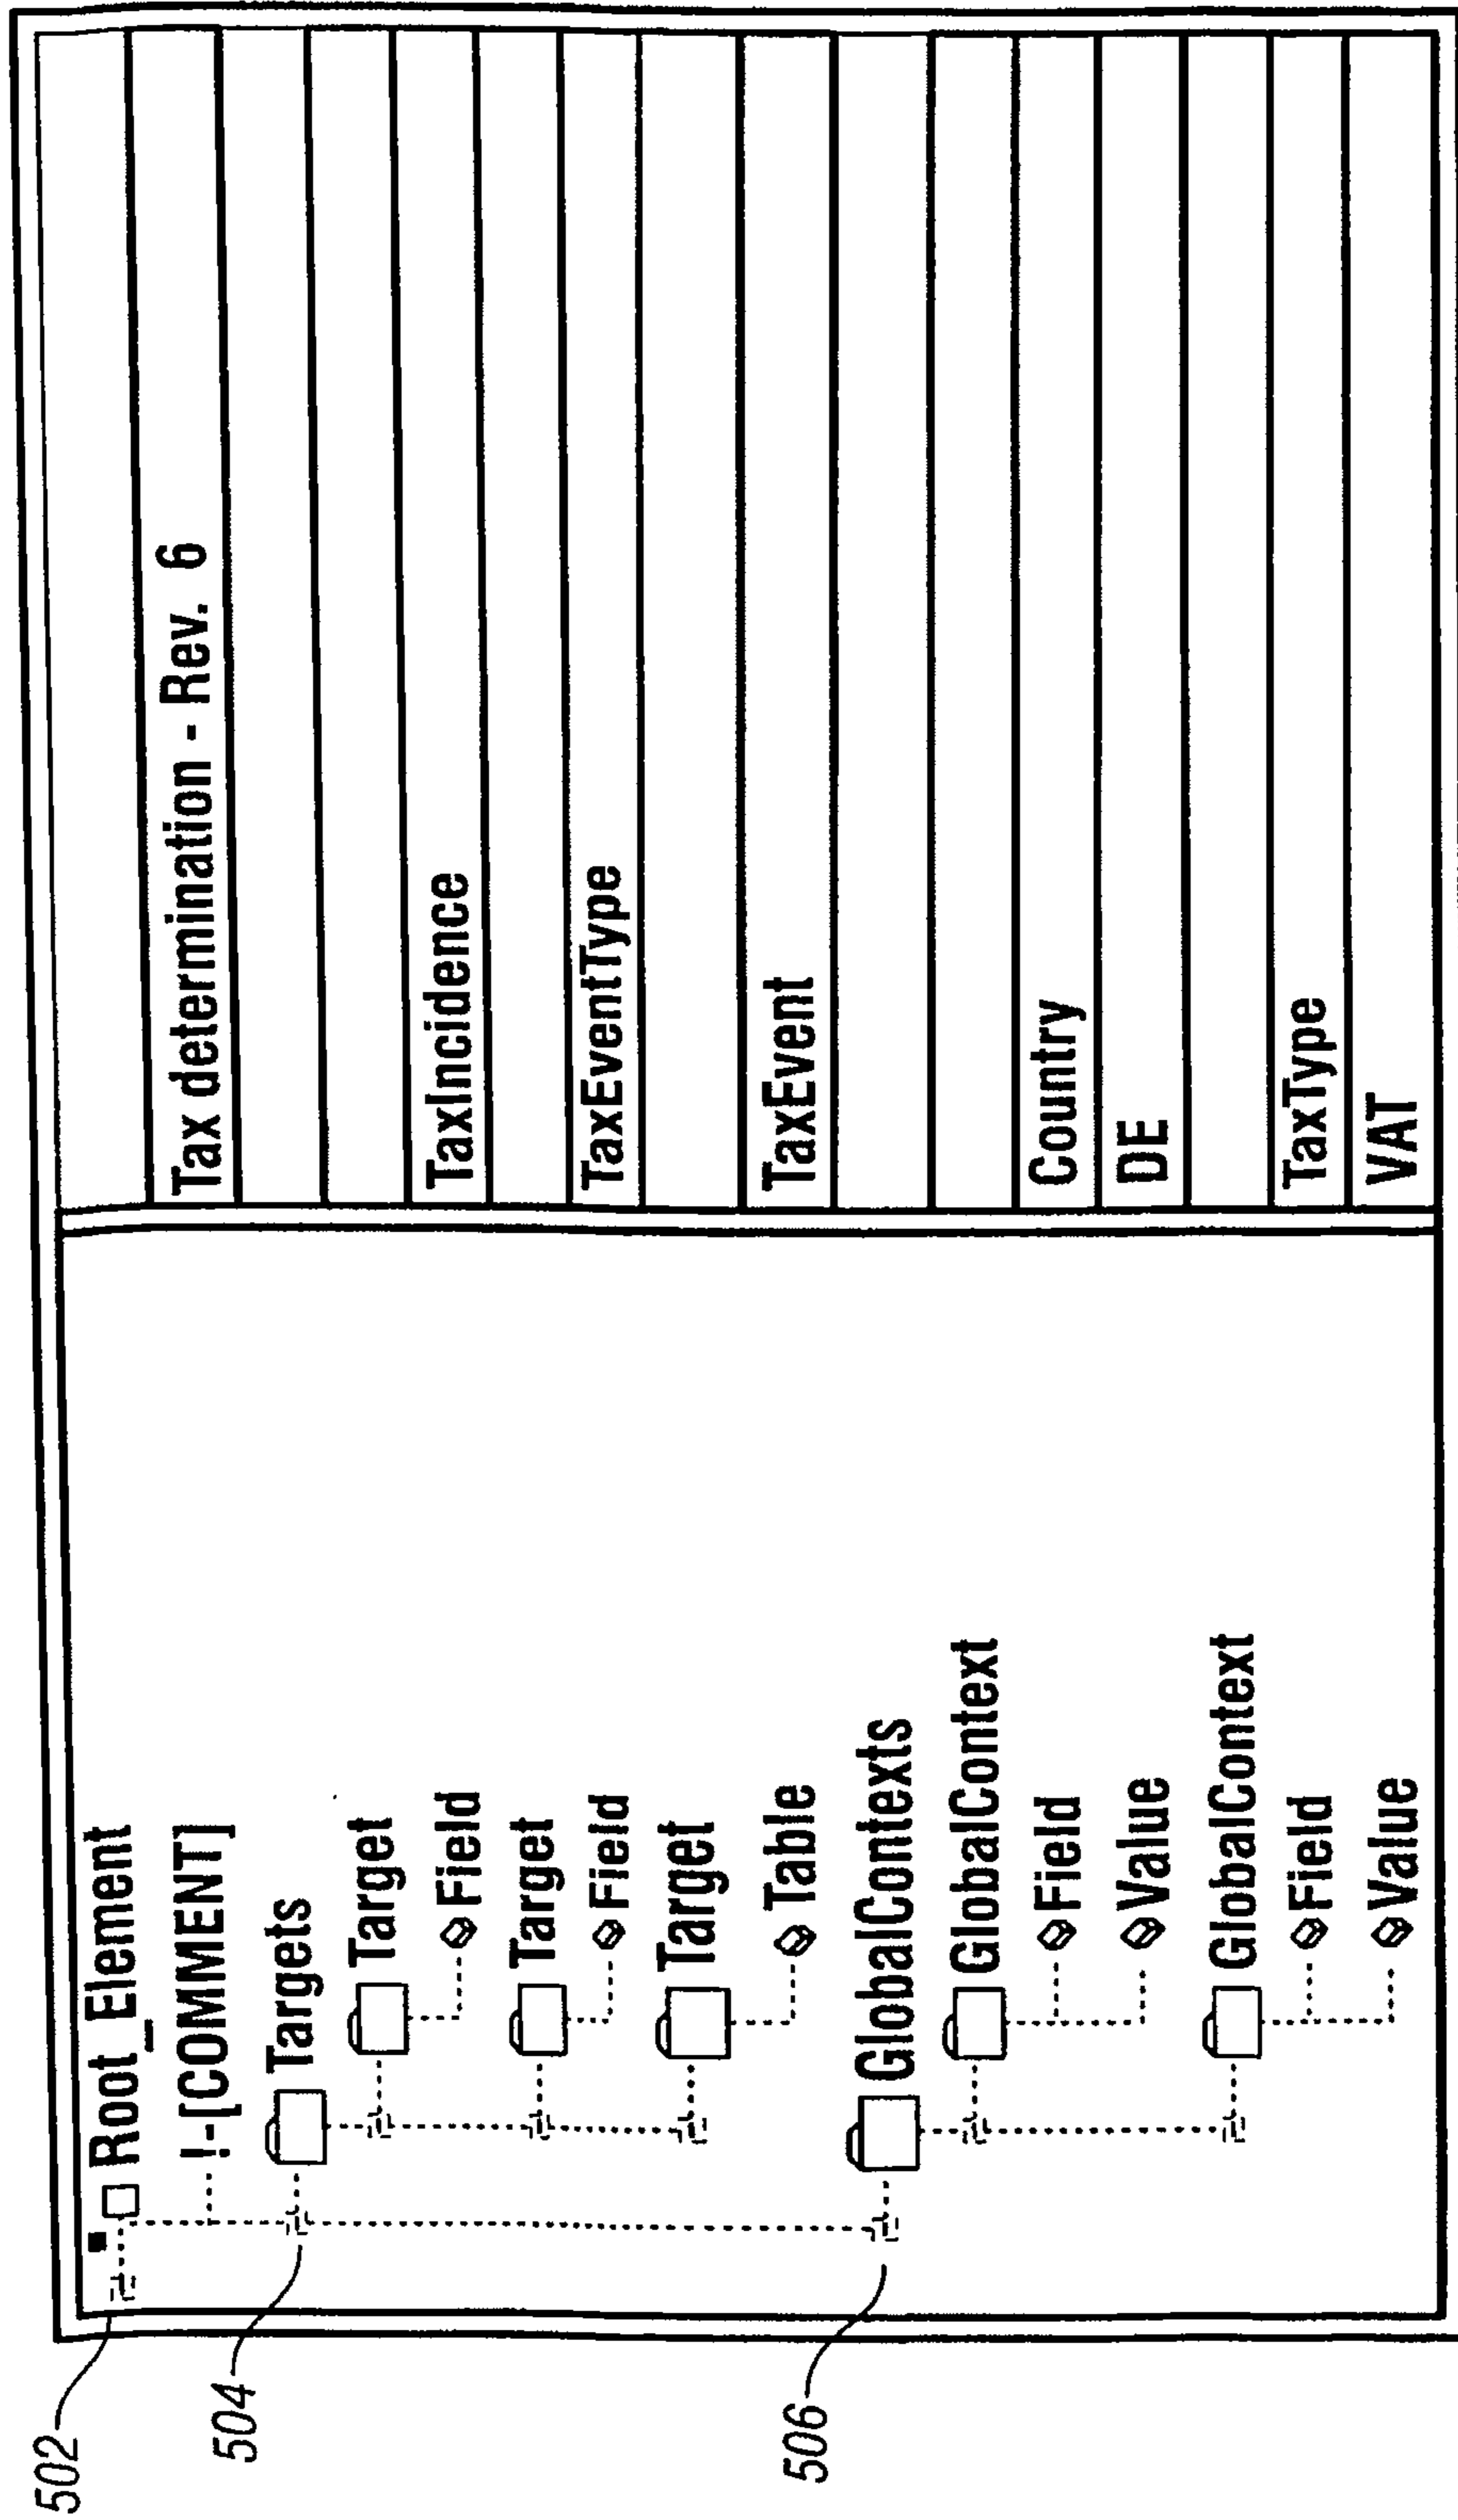 502
Root_Element
!-[COMMENT] Tax determination - Rev. 6
504
Targets
Target
Field TaxIncidence
Target
Field TaxEventType
Target
Table TaxEvent
506
GlobalContexts
GlobalContext
Field Country
Value DE
GlobalContext
Field TaxType
Value VAT